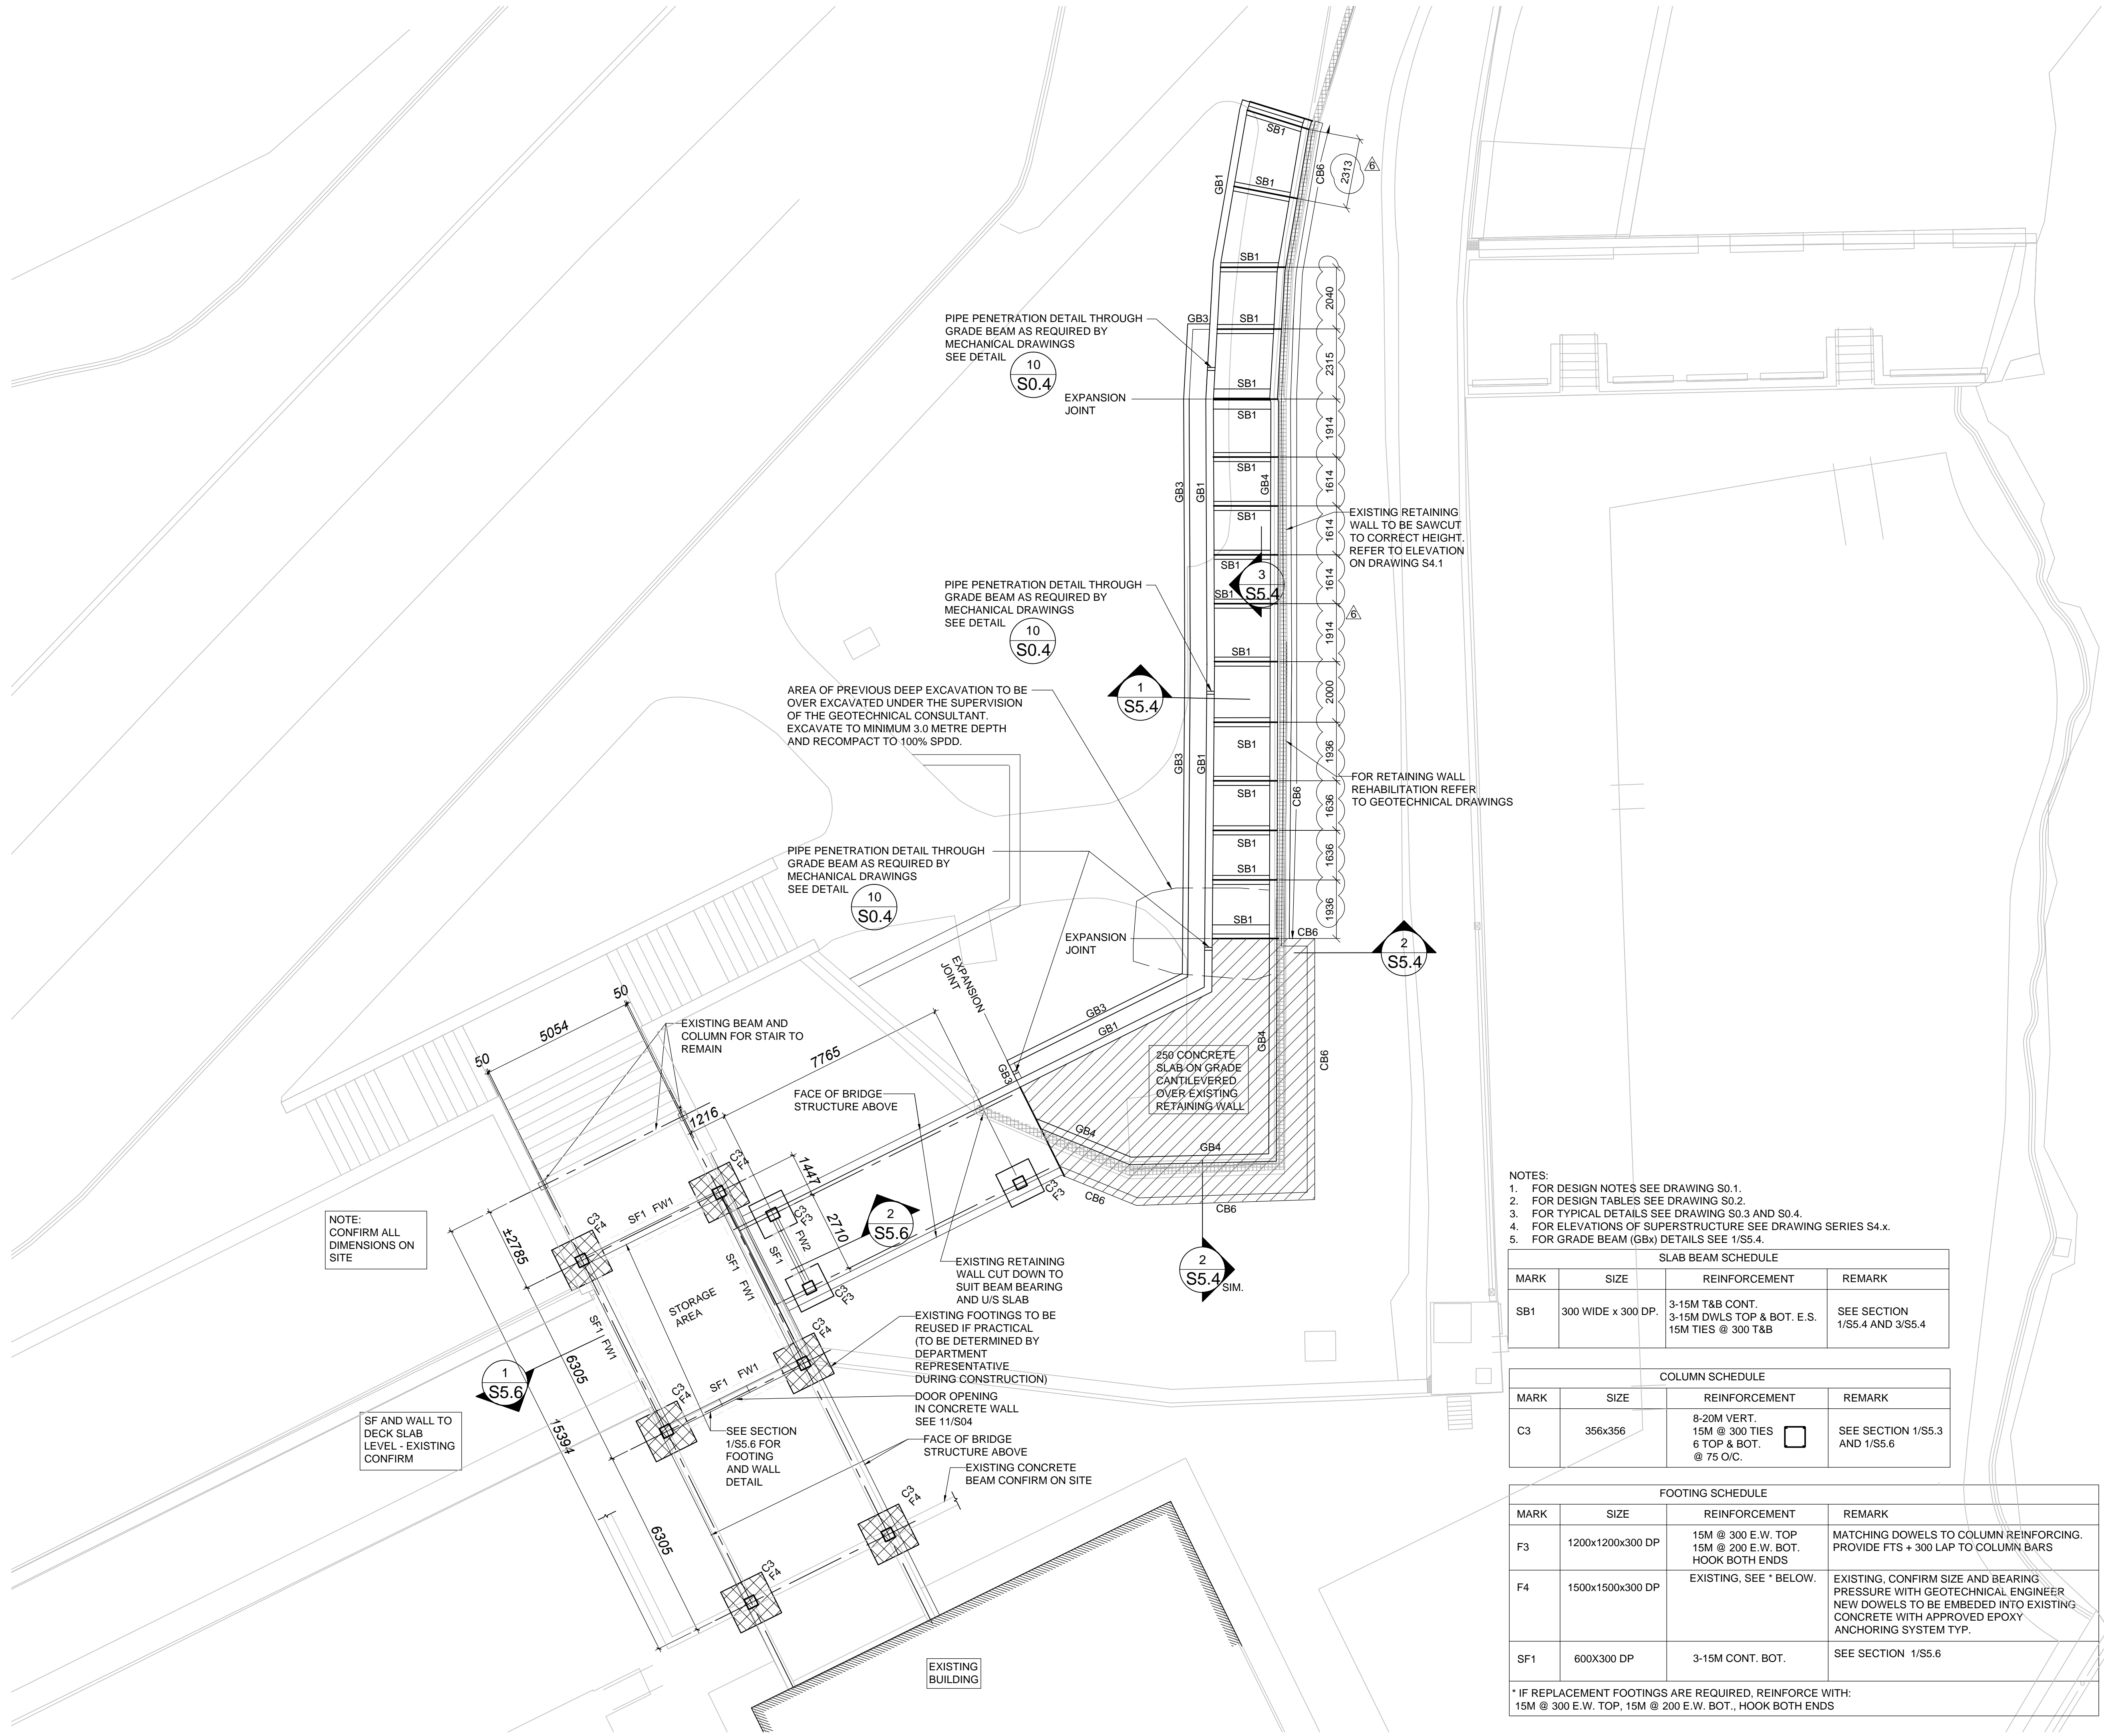 SB1
CB6
2313
6
GB1
SB1
SB1
2040
PIPE PENETRATION DETAIL THROUGH
GRADE BEAM AS REQUIRED BY
MECHANICAL DRAWINGS
SEE DETAIL
10
S0.4
GB3
SB1
2315
SB1
EXPANSION
JOINT
SB1
1914
SB1
GB3
GB1
GB4
1614
SB1
1614
EXISTING RETAINING
WALL TO BE SAWCUT
TO CORRECT HEIGHT.
REFER TO ELEVATION
ON DRAWING S4.1
SB1
3
S5.4
1614
PIPE PENETRATION DETAIL THROUGH
GRADE BEAM AS REQUIRED BY
MECHANICAL DRAWINGS
SEE DETAIL
10
S0.4
SB1
6
1914
SB1
1
S5.4
2000
AREA OF PREVIOUS DEEP EXCAVATION TO BE
OVER EXCAVATED UNDER THE SUPERVISION
OF THE GEOTECHNICAL CONSULTANT.
EXCAVATE TO MINIMUM 3.0 METRE DEPTH
AND RECOMPACT TO 100% SPDD.
SB1
1936
GB3
GB1
FOR RETAINING WALL
REHABILITATION REFER
TO GEOTECHNICAL DRAWINGS
SB1
CB6
1636
PIPE PENETRATION DETAIL THROUGH
GRADE BEAM AS REQUIRED BY
MECHANICAL DRAWINGS
SEE DETAIL
10
S0.4
SB1
1636
SB1
1936
SB1
CB6
EXPANSION
JOINT
2
S5.4
EXPANSION
JOINT
50
5054
50
EXISTING BEAM AND
COLUMN FOR STAIR TO
REMAIN
7765
GB3
GB1
GB3
250 CONCRETE
SLAB ON GRADE
CANTILEVERED
OVER EXISTING
RETAINING WALL
GB4
CB6
FACE OF BRIDGE
STRUCTURE ABOVE
1216
GB4
GB4
1447
C3
F4
C3
F3
CB6
CB6
2
S5.4
SIM.
NOTE:
CONFIRM ALL
DIMENSIONS ON
SITE
±2785
C3
F4
SF1 FW1
C3
F3
FW2
SF1
2710
2
S5.6
SF1 FW1
C3
F3
EXISTING RETAINING
WALL CUT DOWN TO
SUIT BEAM BEARING
AND U/S SLAB
STORAGE
AREA
EXISTING FOOTINGS TO BE
REUSED IF PRACTICAL
(TO BE DETERMINED BY
DEPARTMENT
REPRESENTATIVE
DURING CONSTRUCTION)
SF1 FW1
C3
F4
6305
1
S5.6
SF1 FW1
C3
F4
DOOR OPENING
IN CONCRETE WALL
SEE 11/S04
SF AND WALL TO
DECK SLAB
LEVEL - EXISTING
CONFIRM
15394
SEE SECTION
1/S5.6 FOR
FOOTING
AND WALL
DETAIL
FACE OF BRIDGE
STRUCTURE ABOVE
EXISTING CONCRETE
BEAM CONFIRM ON SITE
C3
F4
6305
C3
F4
EXISTING
BUILDING
NOTES:
1. FOR DESIGN NOTES SEE DRAWING S0.1.
2. FOR DESIGN TABLES SEE DRAWING S0.2.
3. FOR TYPICAL DETAILS SEE DRAWING S0.3 AND S0.4.
4. FOR ELEVATIONS OF SUPERSTRUCTURE SEE DRAWING SERIES S4.x.
5. FOR GRADE BEAM (GBx) DETAILS SEE 1/S5.4.
SLAB BEAM SCHEDULE
MARK SIZE REINFORCEMENT REMARK
SB1 300 WIDE x 300 DP.
3-15M T&B CONT.
3-15M DWLS TOP & BOT. E.S.
15M TIES @ 300 T&B
SEE SECTION
1/S5.4 AND 3/S5.4
COLUMN SCHEDULE
MARK SIZE REINFORCEMENT REMARK
C3 356x356
8-20M VERT.
15M @ 300 TIES
6 TOP & BOT.
@ 75 O/C.
SEE SECTION 1/S5.3
AND 1/S5.6
FOOTING SCHEDULE
MARK SIZE REINFORCEMENT REMARK
F3 1200x1200x300 DP
15M @ 300 E.W. TOP
15M @ 200 E.W. BOT.
HOOK BOTH ENDS
MATCHING DOWELS TO COLUMN REINFORCING.
PROVIDE FTS + 300 LAP TO COLUMN BARS
F4 1500x1500x300 DP
EXISTING, SEE * BELOW.
EXISTING, CONFIRM SIZE AND BEARING
PRESSURE WITH GEOTECHNICAL ENGINEER
NEW DOWELS TO BE EMBEDED INTO EXISTING
CONCRETE WITH APPROVED EPOXY
ANCHORING SYSTEM TYP.
SF1 600X300 DP 3-15M CONT. BOT. SEE SECTION 1/S5.6
* IF REPLACEMENT FOOTINGS ARE REQUIRED, REINFORCE WITH:
15M @ 300 E.W. TOP, 15M @ 200 E.W. BOT., HOOK BOTH ENDS